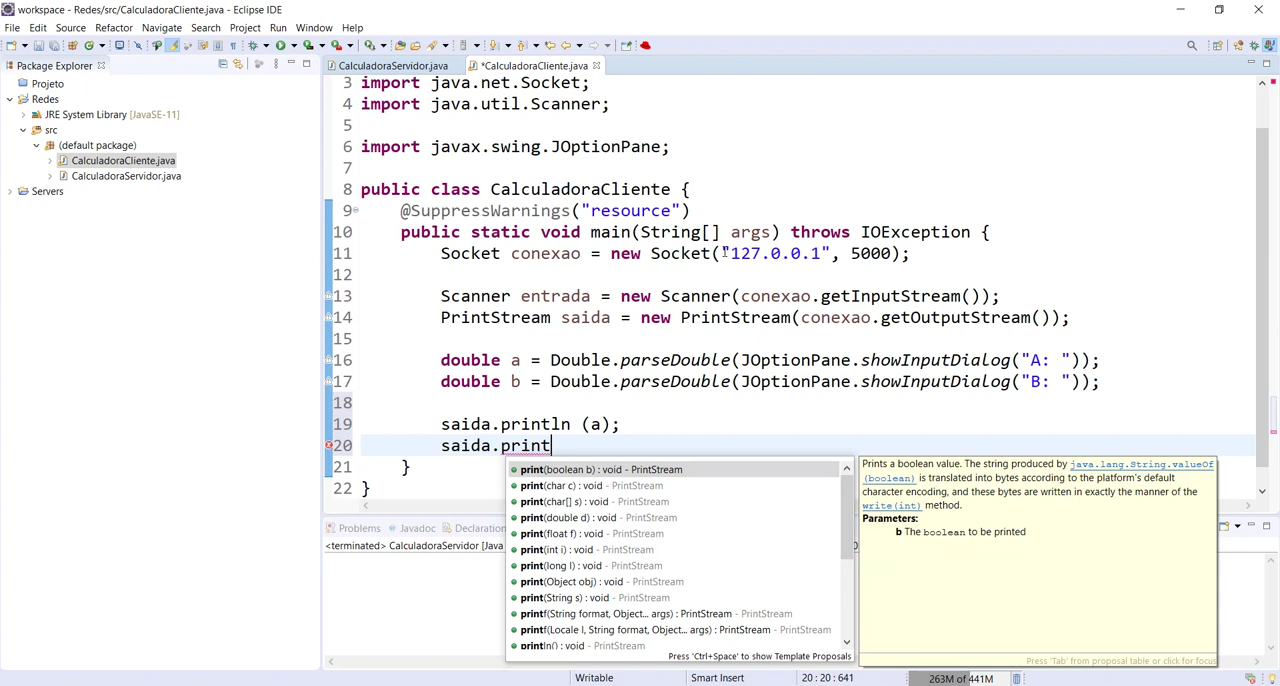 workspace - Redes/src/CalculadoraCliente.java - Eclipse IDE
File Edit Source Refactor Navigate Search Project Run Window Help
Package Explorer
Projeto
Redes
JRE System Library [JavaSE-11]
src
(default package)
CalculadoraCliente.java
CalculadoraServidor.java
Servers
CalculadoraServidor.java *CalculadoraCliente.java
3 import java.net.Socket;
4 import java.util.Scanner;
5
6 import javax.swing.JOptionPane;
7
8 public class CalculadoraCliente {
9 @SuppressWarnings("resource")
10 public static void main(String[] args) throws IOException {
11 Socket conexao = new Socket("127.0.0.1", 5000);
12
13 Scanner entrada = new Scanner(conexao.getInputStream());
14 PrintStream saida = new PrintStream(conexao.getOutputStream());
15
16 double a = Double.parseDouble(JOptionPane.showInputDialog("A: "));
17 double b = Double.parseDouble(JOptionPane.showInputDialog("B: "));
18
19 saida.println (a);
20 saida.print
21 }
22 }
print(boolean b) : void - PrintStream
print(char c) : void - PrintStream
print(char[] s) : void - PrintStream
print(double d) : void - PrintStream
print(float f) : void - PrintStream
print(int i) : void - PrintStream
print(long l) : void - PrintStream
print(Object obj) : void - PrintStream
print(String s) : void - PrintStream
printf(String format, Object... args) : PrintStream - PrintStream
printf(Locale l, String format, Object... args) : PrintStream - PrintStream
println() : void - PrintStream
Press 'Ctrl+Space' to show Template Proposals
Prints a boolean value. The string produced by java.lang.String.valueOf
(boolean) is translated into bytes according to the platform's default
character encoding, and these bytes are written in exactly the manner of the
write(int) method.
Parameters:
b The boolean to be printed
Press 'Tab' from proposal table or click for focus
Problems Javadoc Declaration
<terminated> CalculadoraServidor [Java
Writable Smart Insert 20 : 20 : 641 263M of 441M